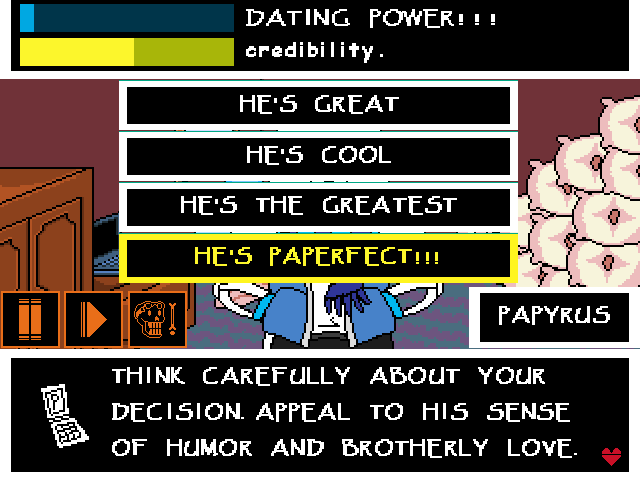 DATING POWER!!!
credibility.
HE'S GREAT
HE'S COOL
HE'S THE GREATEST
HE'S PAPERFECT!!!
PAPYRUS
THINK CAREFULLY ABOUT YOUR
DECISION. APPEAL TO HIS SENSE
OF HUMOR AND BROTHERLY LOVE.